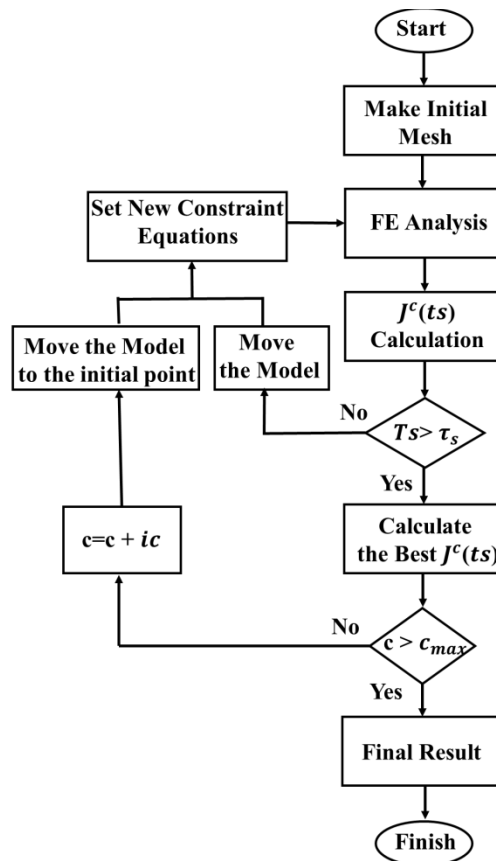 Start
Make Initial
Mesh
Set New Constraint
Equations
FE Analysis
J^c(ts)
Calculation
Move the Model
to the initial point
Move
the Model
No
Ts> τ_s
Yes
c=c + ic
Calculate
the Best J^c(ts)
No
c > c_max
Yes
Final Result
Finish